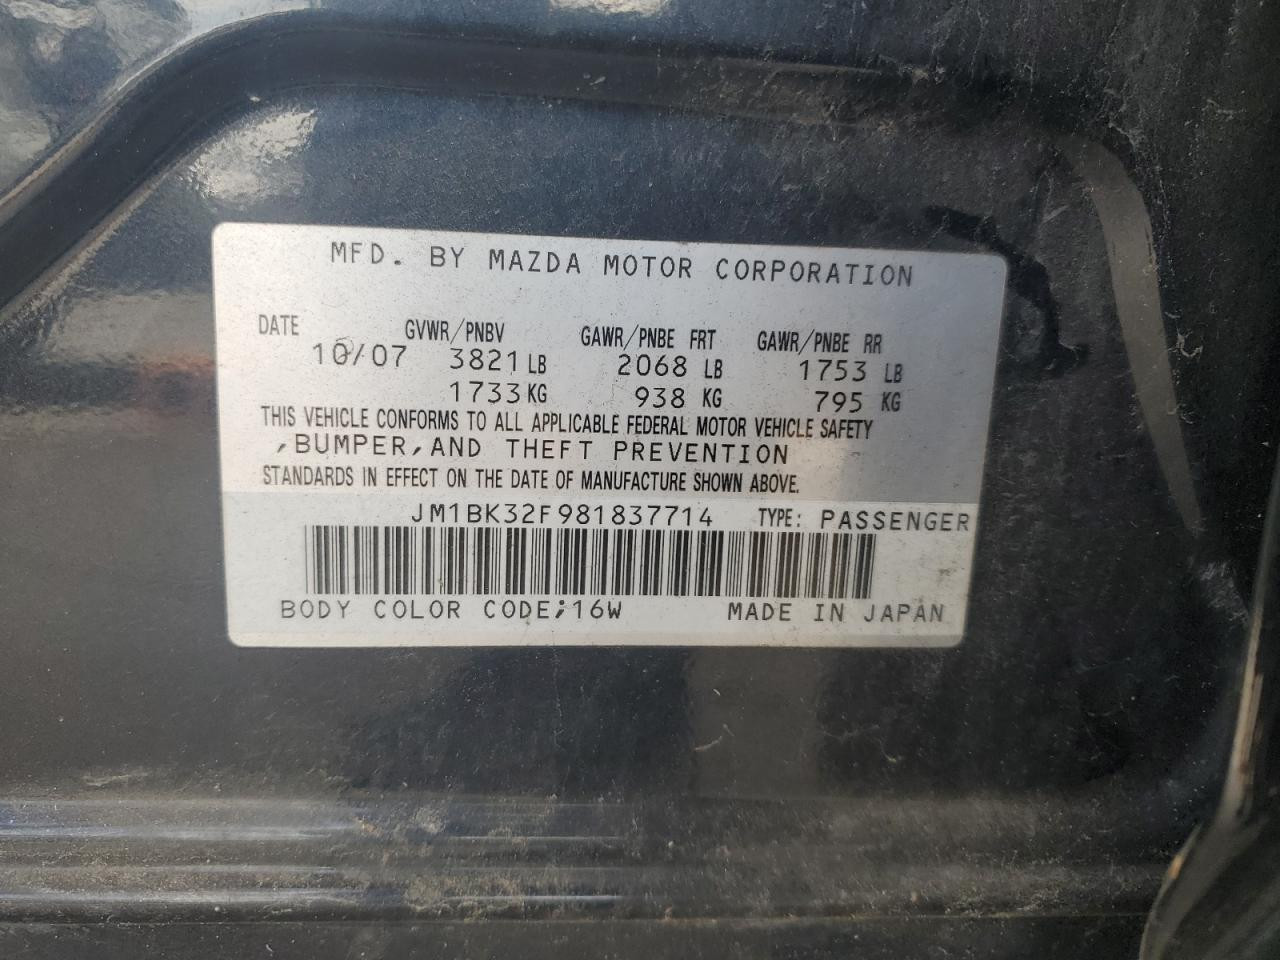 MFD. BY MAZDA MOTOR CORPORATION
DATE GVWR/PNBV GAWR/PNBE FRT GAWR/PNBE RR
10/07 3821 LB 2068 LB 1753 LB
1733 KG 938 KG 795 KG
THIS VEHICLE CONFORMS TO ALL APPLICABLE FEDERAL MOTOR VEHICLE SAFETY
,BUMPER,AND THEFT PREVENTION
STANDARDS IN EFFECT ON THE DATE OF MANUFACTURE SHOWN ABOVE.
JM1BK32F981837714 TYPE: PASSENGER
BODY COLOR CODE;16W MADE IN JAPAN